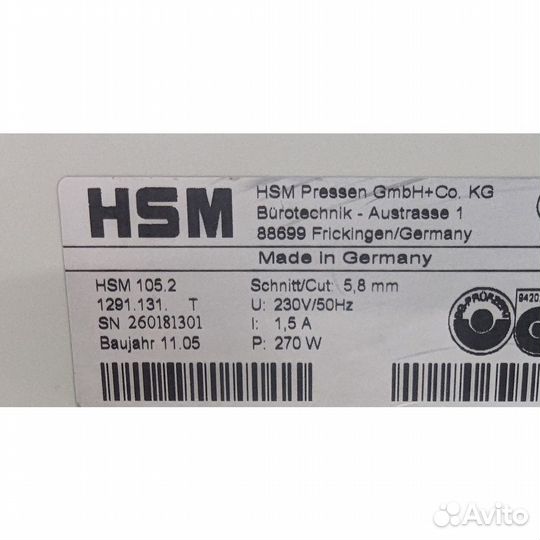 HSM
HSM Pressen GmbH+Co. KG
Bürotechnik - Austrasse 1
88699 Frickingen/Germany
Made in Germany
HSM 105.2 Schnitt/Cut: 5,8 mm
1291.131. T U: 230V/50Hz
SN 260181301 I: 1,5 A
Baujahr 11.05 P: 270 W
Avito